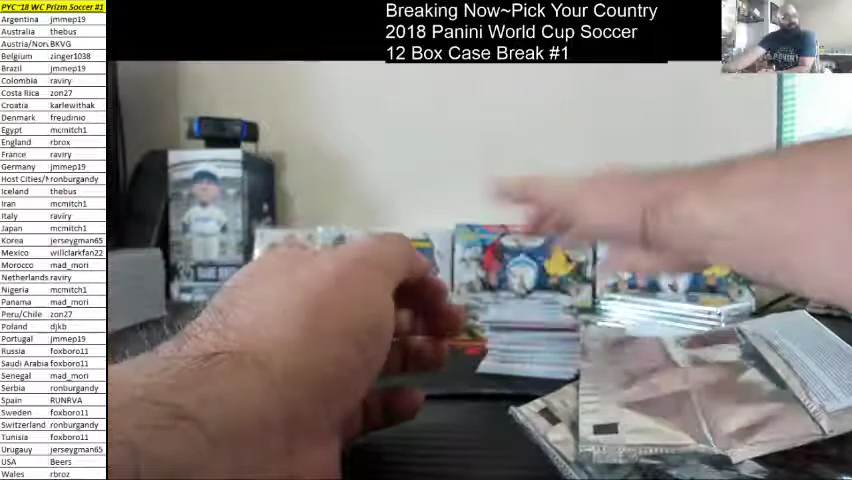 PYC~18 WC Prizm Soccer #1
Argentina jmmep19
Australia thebus
Austria/Nor BKVG
Belgium zinger1038
Brazil jmmep19
Colombia raviry
Costa Rica zon27
Croatia karlewithak
Denmark freudinio
Egypt mcmitch1
England rbrox
France raviry
Germany jmmep19
Host Cities/N ronburgandy
Iceland thebus
Iran mcmitch1
Italy raviry
Japan mcmitch1
Korea jerseygman65
Mexico willclarkfan22
Morocco mad_mori
Netherlands raviry
Nigeria mcmitch1
Panama mad_mori
Peru/Chile zon27
Poland djkb
Portugal jmmep19
Russia foxboro11
Saudi Arabia foxboro11
Senegal mad_mori
Serbia ronburgandy
Spain RUNRVA
Sweden foxboro11
Switzerland ronburgandy
Tunisia foxboro11
Urugauy jerseygman65
USA Beers
Wales rbroz
Breaking Now~Pick Your Country
2018 Panini World Cup Soccer
12 Box Case Break #1